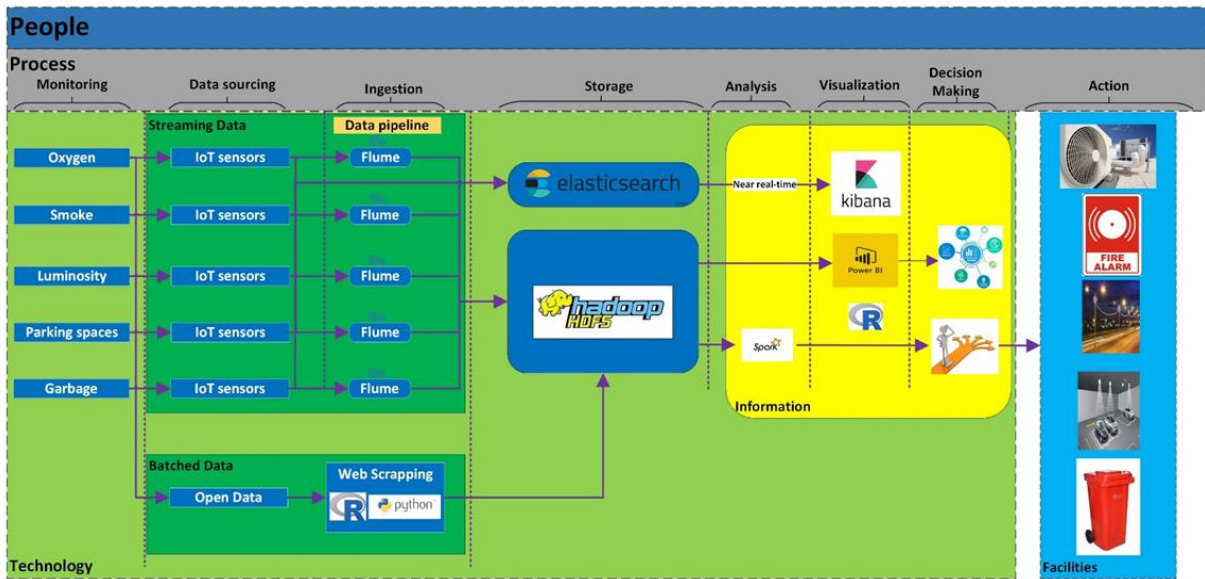 People
Process
Monitoring
Data sourcing
Ingestion
Storage
Analysis
Visualization
Decision
Making
Action
Streaming Data
Data pipeline
Oxygen
IoT sensors
Flume
elasticsearch
Near real-time
kibana
Smoke
IoT sensors
Flume
Luminosity
IoT sensors
Flume
Power BI
FIRE
ALARM
hadoop
HDFS
R
Parking spaces
IoT sensors
Flume
Spark
Garbage
IoT sensors
Flume
Information
Batched Data
Open Data
Web Scrapping
R
python
Technology
Facilities